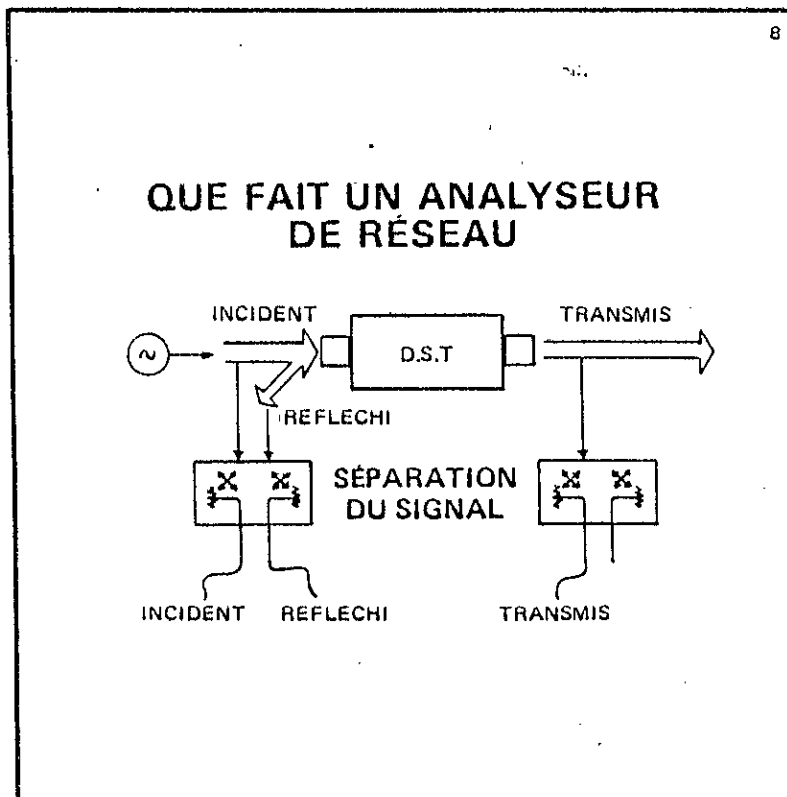 8
QUE FAIT UN ANALYSEUR
DE RÉSEAU
INCIDENT
TRANSMIS
~
D.S.T
REFLECHI
SÉPARATION
DU SIGNAL
INCIDENT
REFLECHI
TRANSMIS